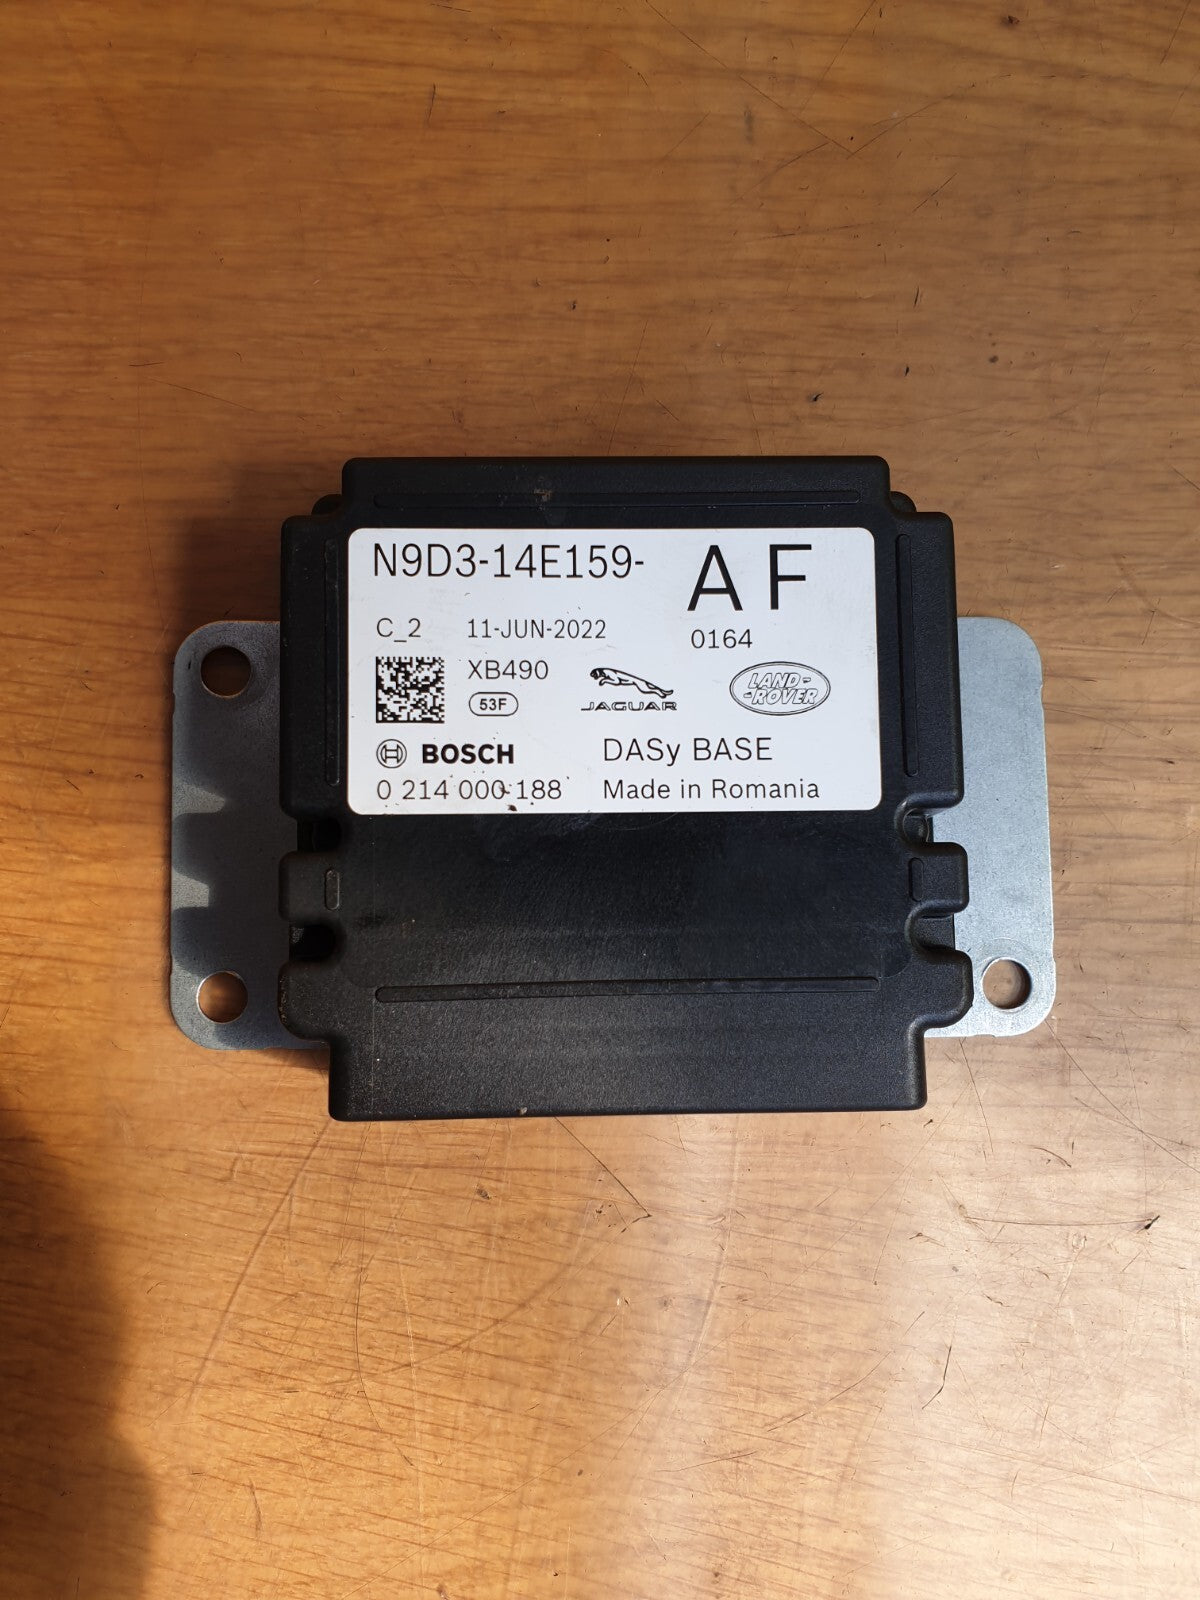 N9D3-14E159- AF
C_2 11-JUN-2022 0164
XB490
53F
JAGUAR
LAND-
-ROVER
BOSCH DASy BASE
0 214 000 188 Made in Romania